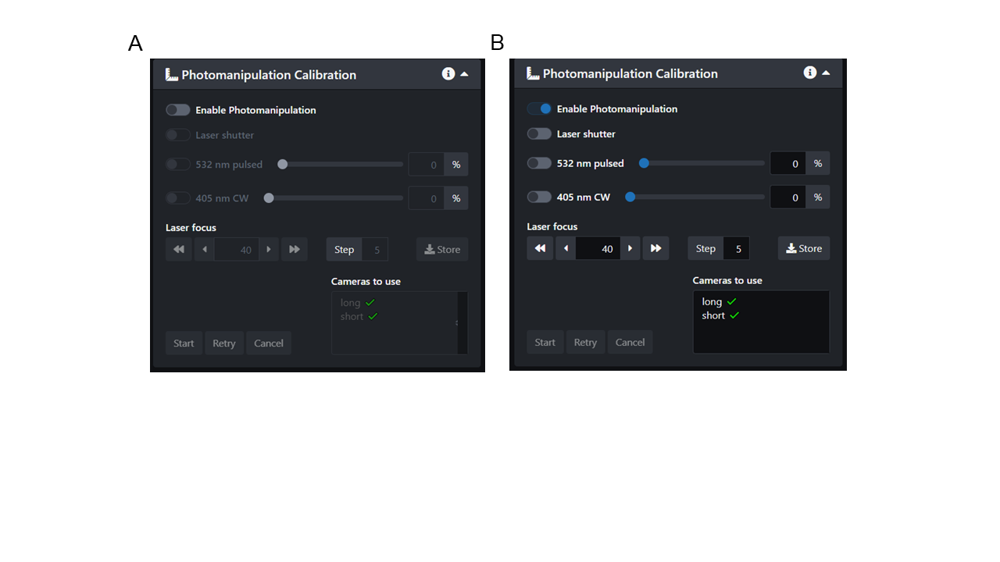 A
Photomanipulation Calibration
Enable Photomanipulation
Laser shutter
532 nm pulsed 0 %
405 nm CW 0 %
Laser focus
40 Step 5 Store
Cameras to use
long
short
Start Retry Cancel
B
Photomanipulation Calibration
Enable Photomanipulation
Laser shutter
532 nm pulsed 0 %
405 nm CW 0 %
Laser focus
40 Step 5 Store
Cameras to use
long
short
Start Retry Cancel